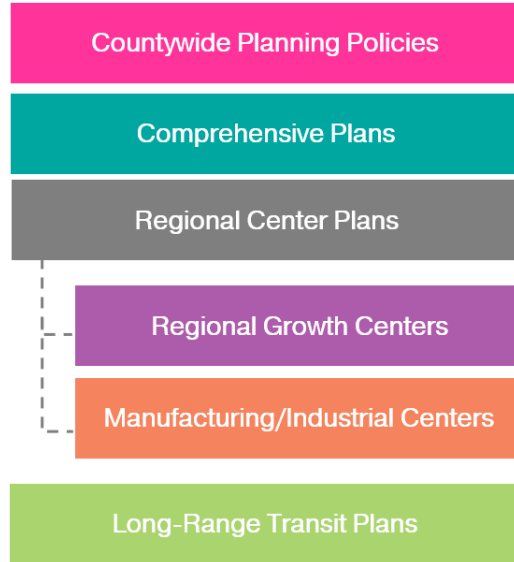 Countywide Planning Policies
Comprehensive Plans
Regional Center Plans
Regional Growth Centers
Manufacturing/Industrial Centers
Long-Range Transit Plans